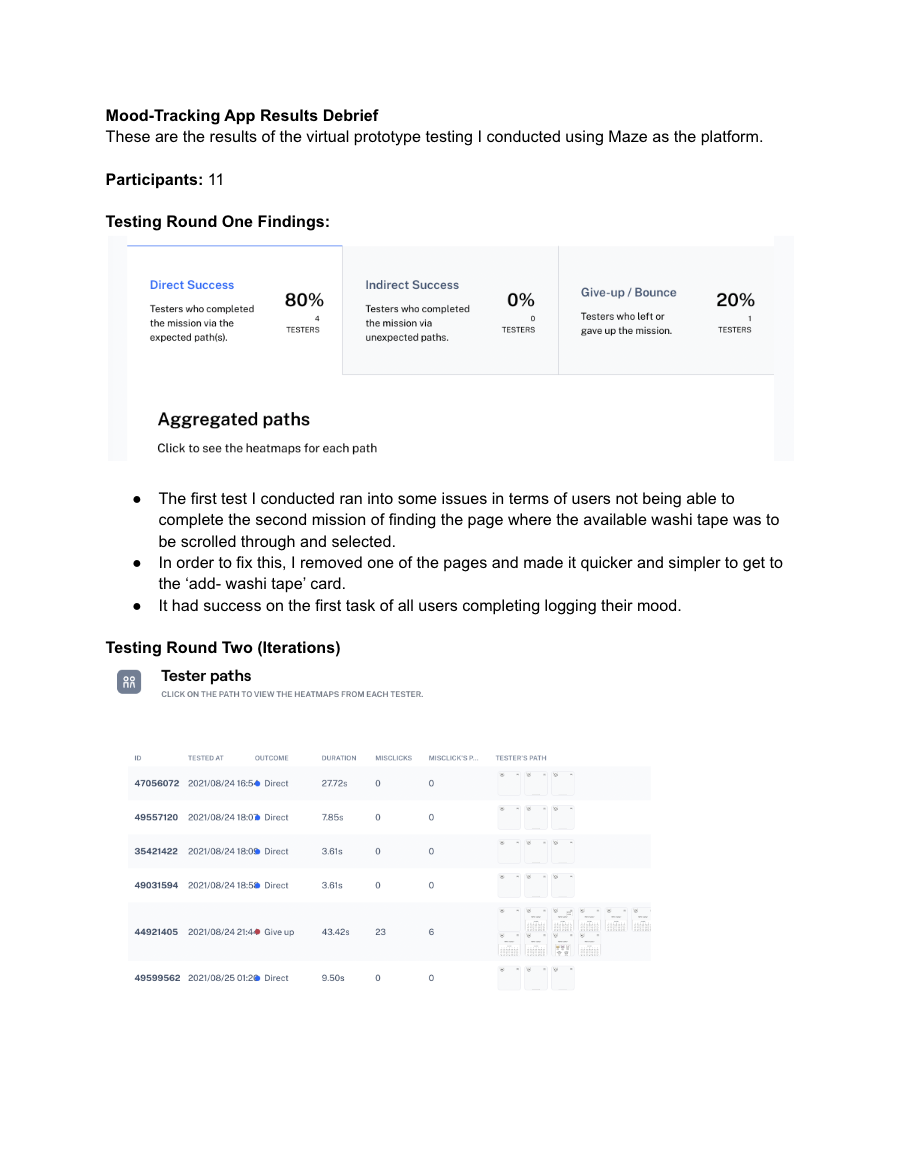 Mood-Tracking App Results Debrief
These are the results of the virtual prototype testing I conducted using Maze as the platform.
Participants: 11
Testing Round One Findings:
Direct Success
Testers who completed
the mission via the
expected path(s).
80%
4
TESTERS
Indirect Success
Testers who completed
the mission via
unexpected paths.
0%
0
TESTERS
Give-up / Bounce
Testers who left or
gave up the mission.
20%
1
TESTERS
Aggregated paths
Click to see the heatmaps for each path
● The first test I conducted ran into some issues in terms of users not being able to
complete the second mission of finding the page where the available washi tape was to
be scrolled through and selected.
● In order to fix this, I removed one of the pages and made it quicker and simpler to get to
the ‘add- washi tape’ card.
● It had success on the first task of all users completing logging their mood.
Testing Round Two (Iterations)
Tester paths
CLICK ON THE PATH TO VIEW THE HEATMAPS FROM EACH TESTER.
ID TESTED AT OUTCOME DURATION MISCLICKS MISCLICK'S P... TESTER'S PATH
47056072 2021/08/24 16:54 Direct 27.72s 0 0
49557120 2021/08/24 18:07 Direct 7.85s 0 0
35421422 2021/08/24 18:09 Direct 3.61s 0 0
49031594 2021/08/24 18:58 Direct 3.61s 0 0
44921405 2021/08/24 21:44 Give up 43.42s 23 6
49599562 2021/08/25 01:26 Direct 9.50s 0 0